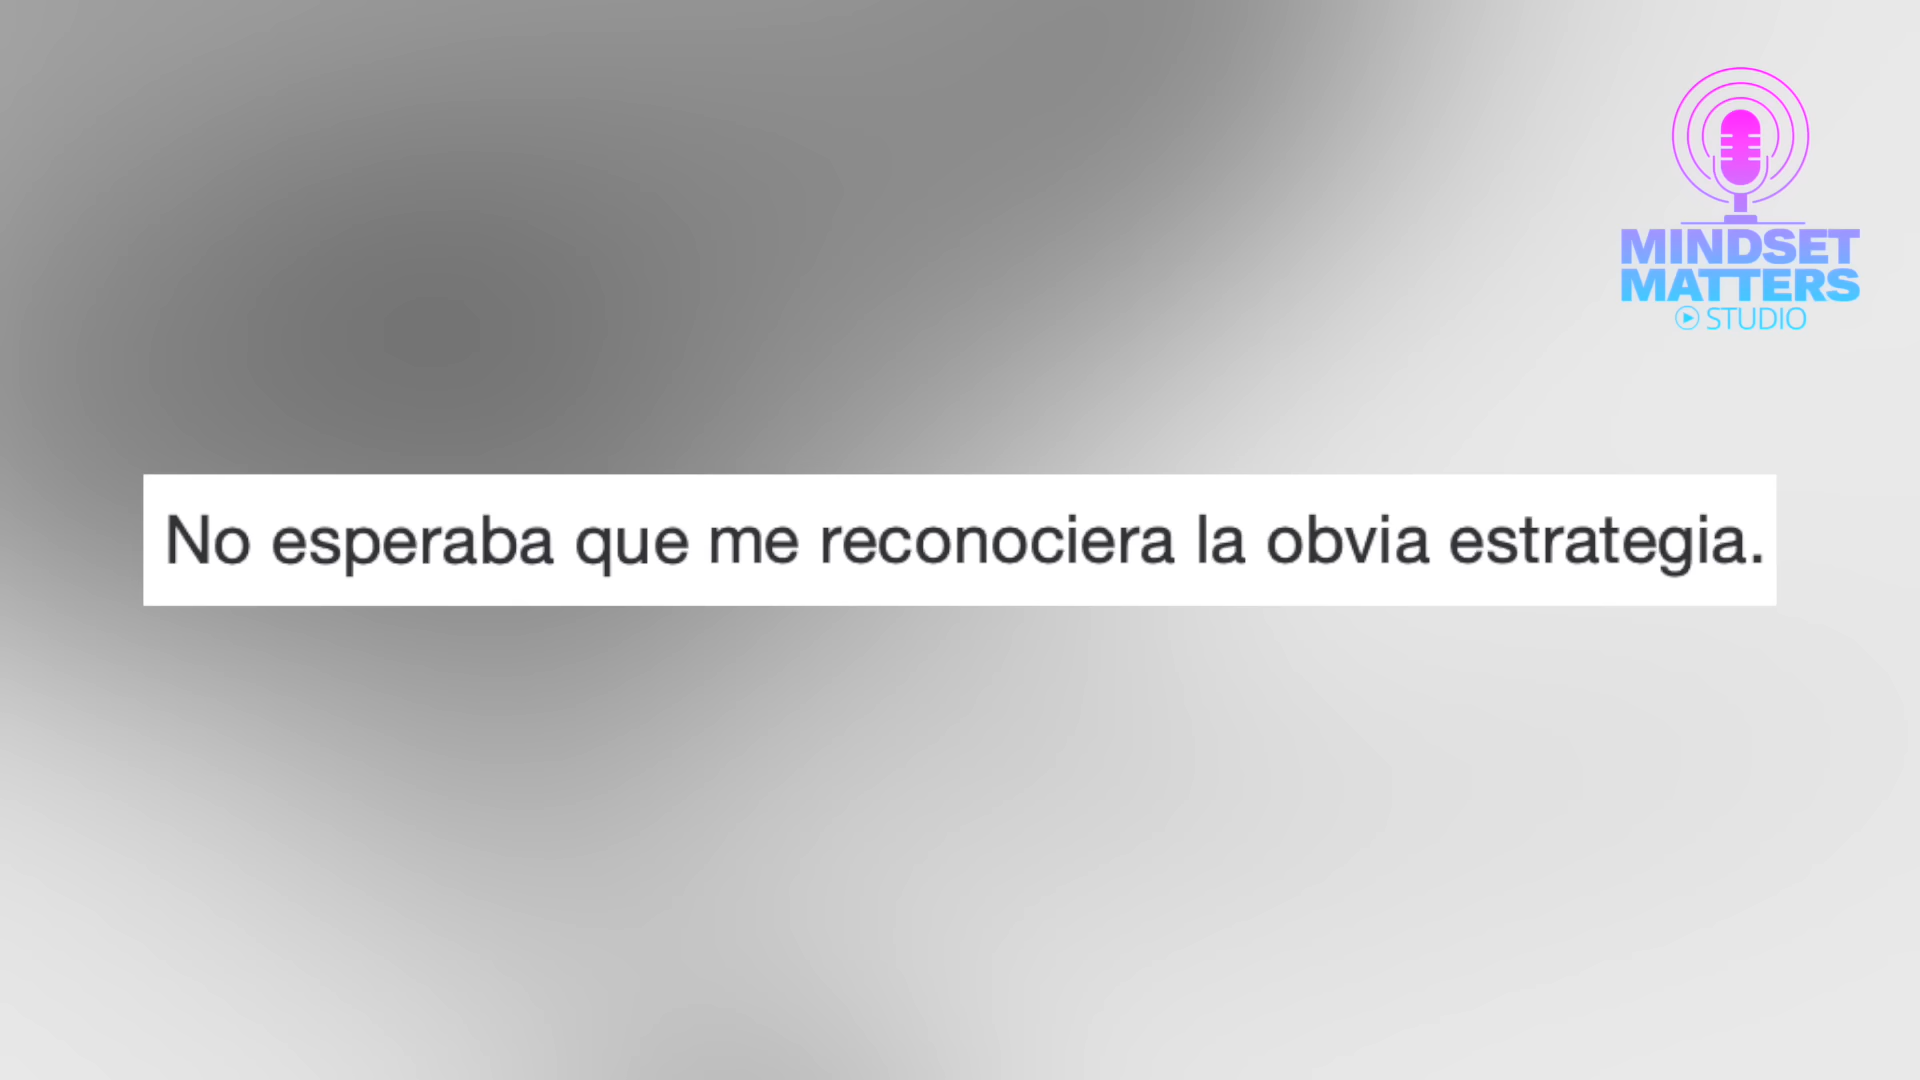 MINDSET
MATTERS
STUDIO
No esperaba que me reconociera la obvia estrategia.